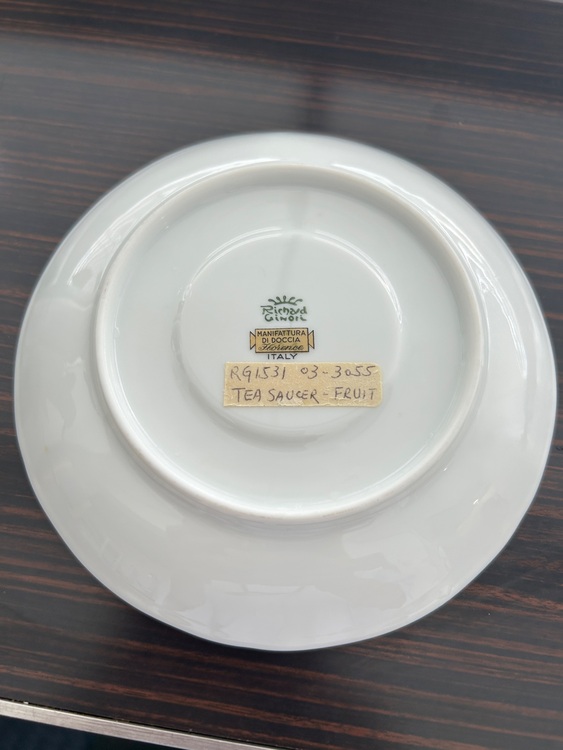 Richard
Ginori
MANIFATTURA
DI DOCCIA
Florence
ITALY
RG1531 03-3055
TEA SAUCER - FRUIT